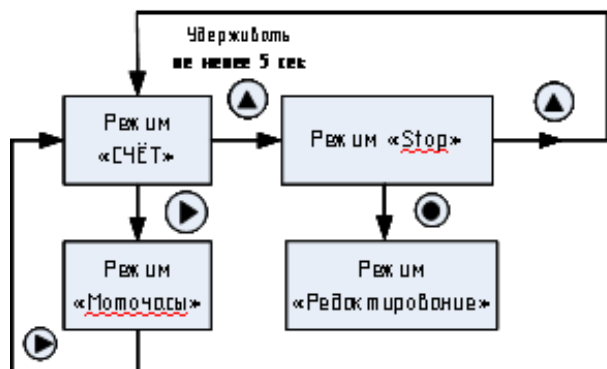 Удерживать
не менее 5 сек
Режим
«СЧЁТ»
Режим «Stop»
Режим
«Моточасы»
Режим
«Редактирование»